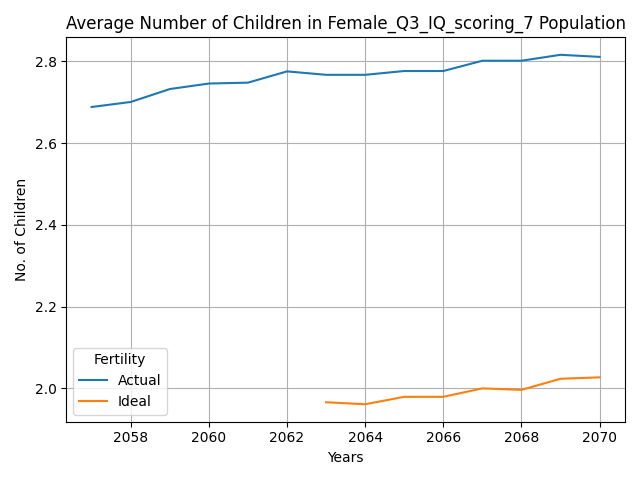 Average Number of Children in Female_Q3_IQ_scoring_7 Population
No. of Children
2.8
2.6
2.4
2.2
2.0
Fertility
Actual
Ideal
2058 2060 2062 2064 2066 2068 2070
Years